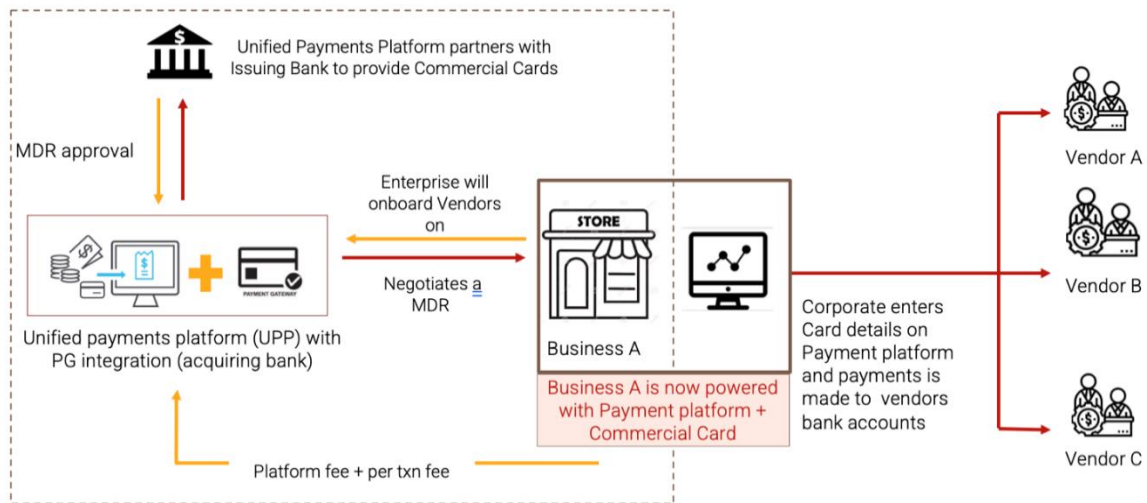 Unified Payments Platform partners with
Issuing Bank to provide Commercial Cards
MDR approval
Enterprise will
onboard Vendors
on
Negotiates a
MDR
PAYMENT GATEWAY
Unified payments platform (UPP) with
PG integration (acquiring bank)
STORE
Business A
Business A is now powered
with Payment platform +
Commercial Card
Platform fee + per txn fee
Corporate enters
Card details on
Payment platform
and payments is
made to vendors
bank accounts
Vendor A
Vendor B
Vendor C